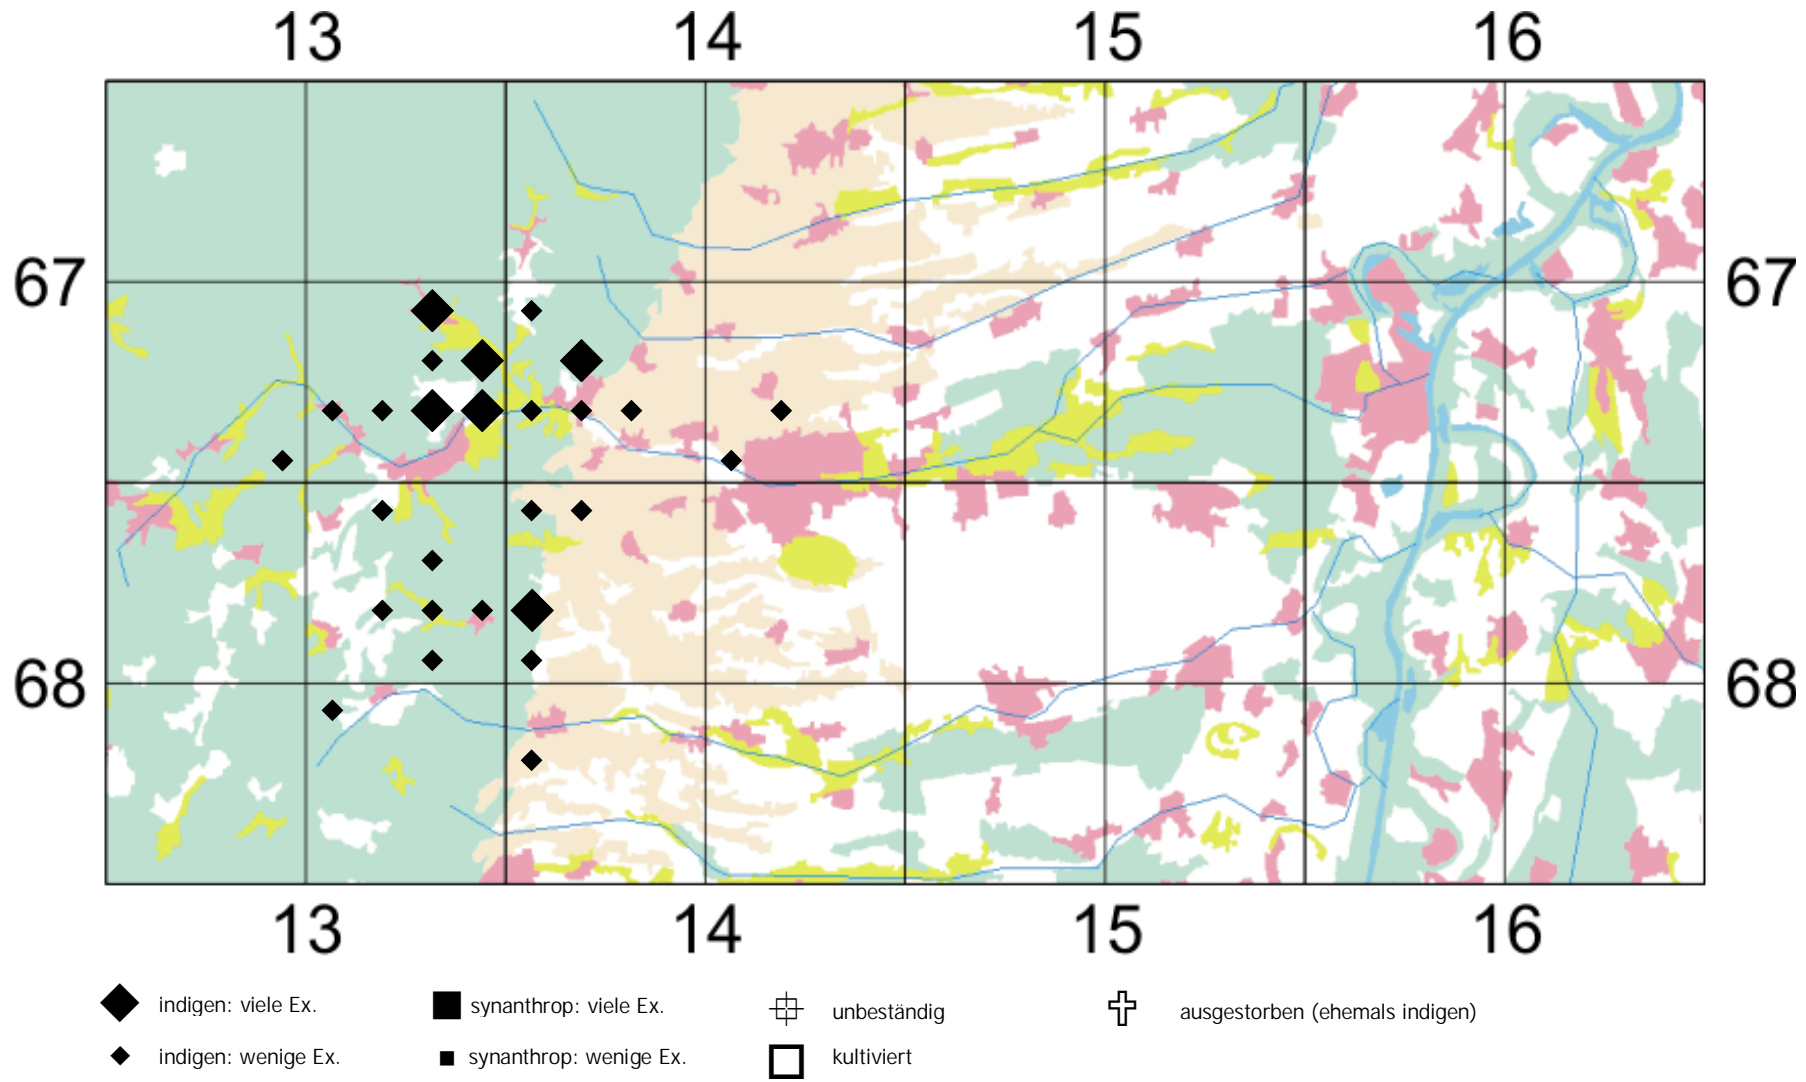 13 14 15 16
67 67
68 68
13 14 15 16
indigen: viele Ex. synanthrop: viele Ex. unbeständig ausgestorben (ehemals indigen)
indigen: wenige Ex. synanthrop: wenige Ex. kultiviert